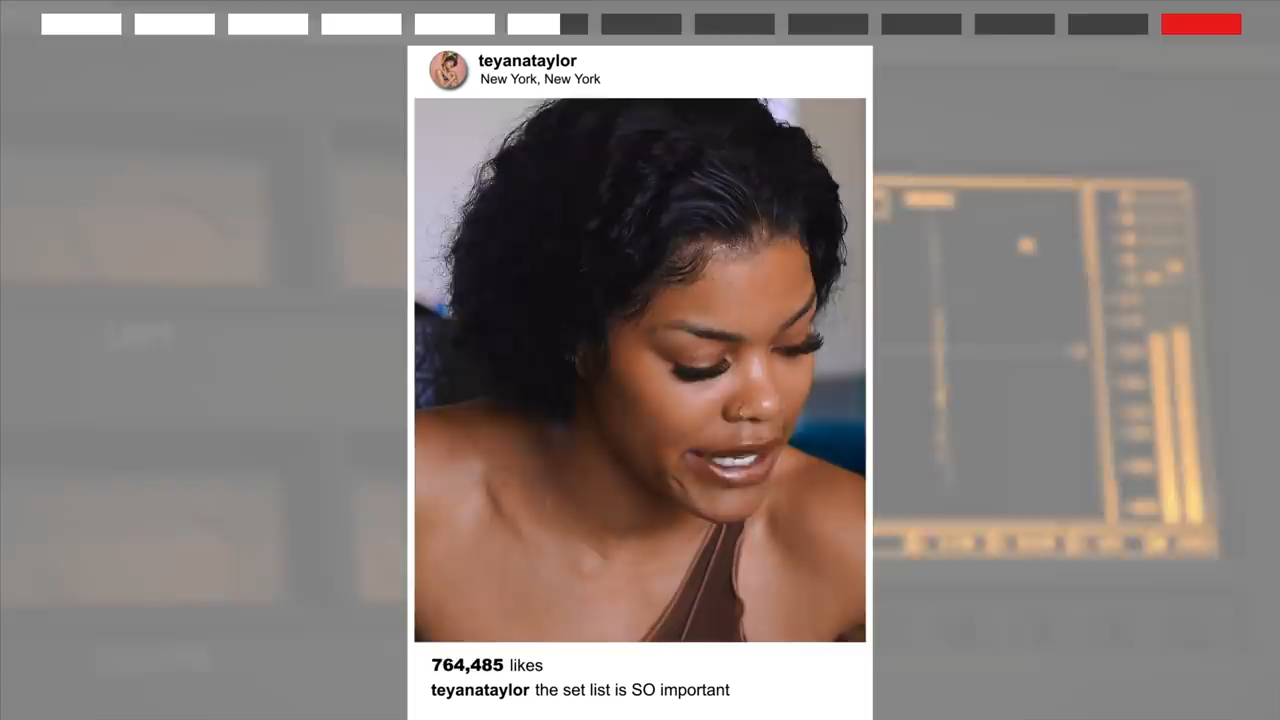 teyanataylor
New York, New York
764,485 likes
teyanataylor the set list is SO important